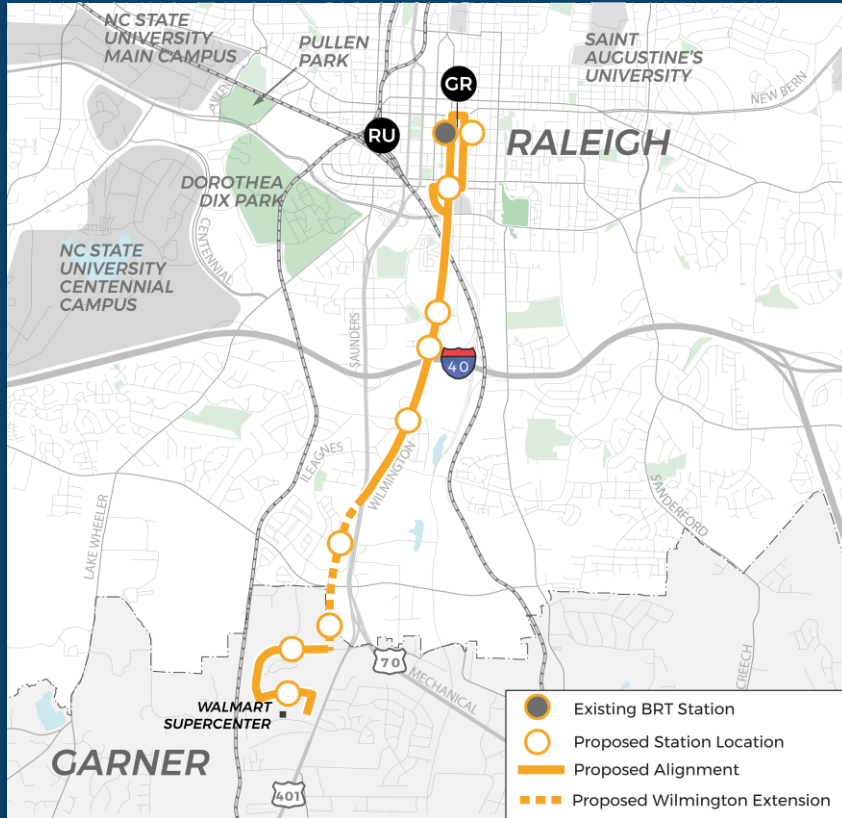 NC STATE
UNIVERSITY
MAIN CAMPUS
PULLEN
PARK
SAINT
AUGUSTINE'S
UNIVERSITY
GR
NEW BERN
RU
RALEIGH
DOROTHEA
DIX PARK
CENTENNIAL
NC STATE
UNIVERSITY
CENTENNIAL
CAMPUS
SAUNDERS
40
ILEAGNES
WILMINGTON
LAKE WHEELER
SANDERFORD
70
MECHANICAL
CREECH
WALMART
SUPERCENTER
GARNER
401
Existing BRT Station
Proposed Station Location
Proposed Alignment
Proposed Wilmington Extension